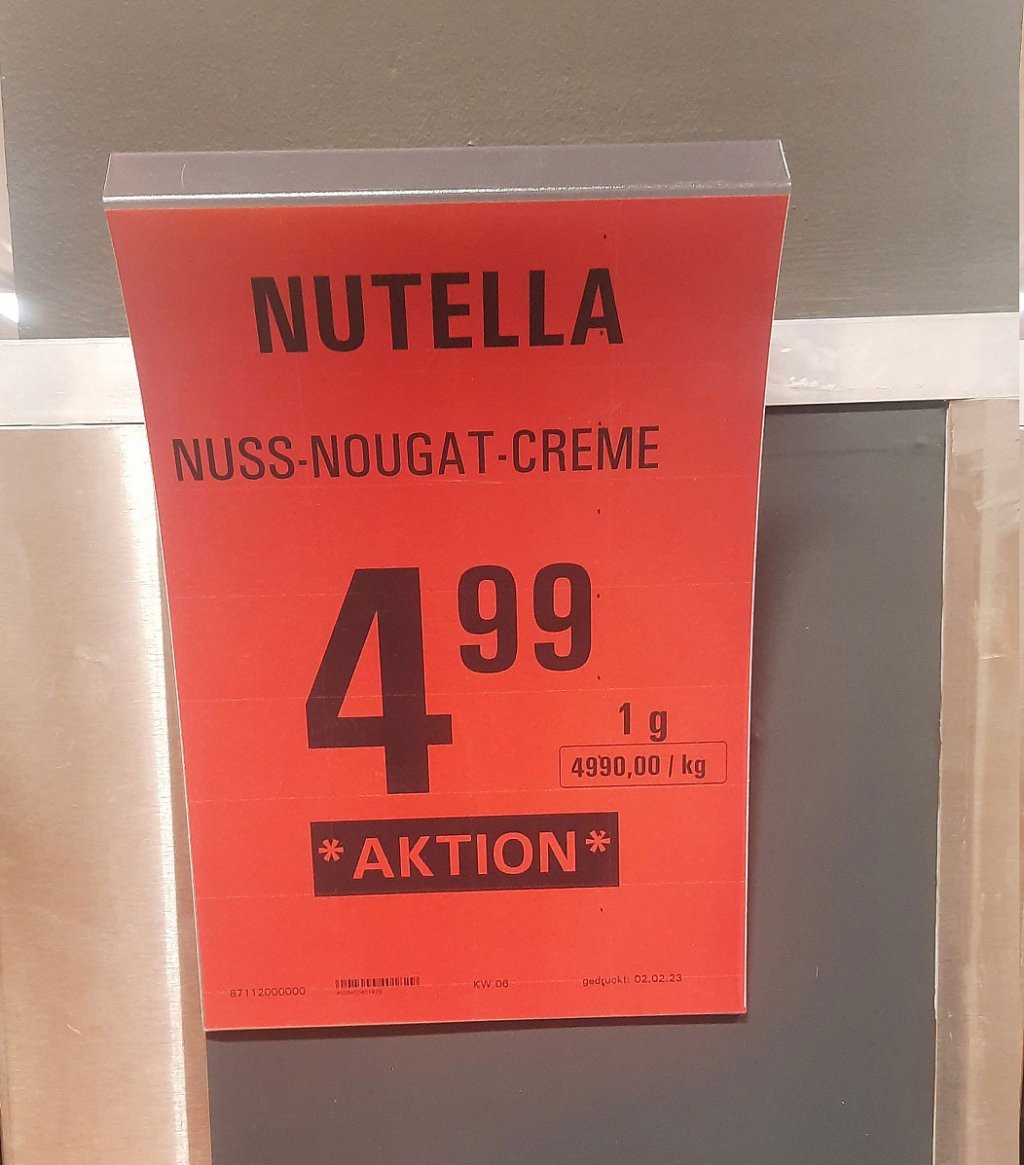 NUTELLA
NUSS-NOUGAT-CREME
4 99
1 g
4990,00 / kg
*AKTION*
87112000000 KW 06 gedruckt: 02.02.23